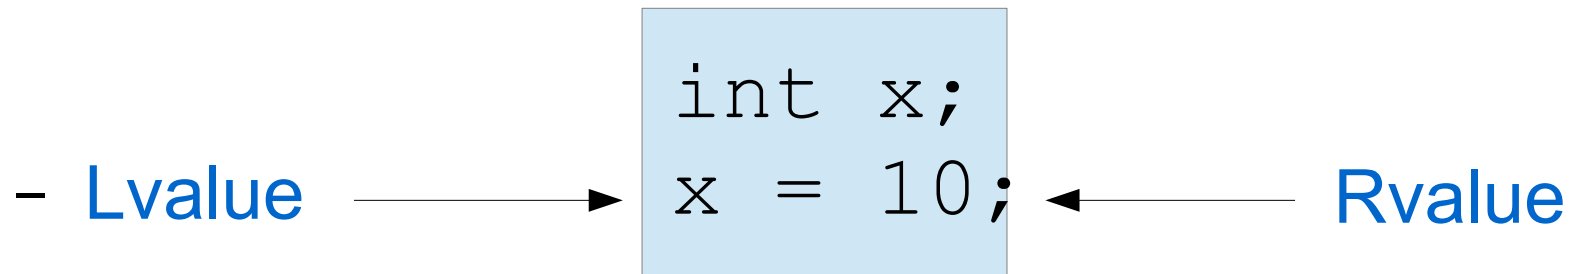 int x;
- Lvalue x = 10; Rvalue